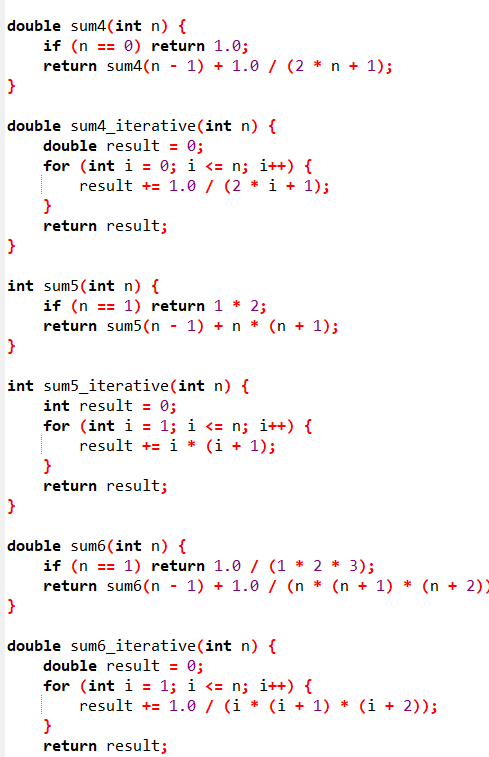 double sum4(int n) {
    if (n == 0) return 1.0;
    return sum4(n - 1) + 1.0 / (2 * n + 1);
}

double sum4_iterative(int n) {
    double result = 0;
    for (int i = 0; i <= n; i++) {
        result += 1.0 / (2 * i + 1);
    }
    return result;
}

int sum5(int n) {
    if (n == 1) return 1 * 2;
    return sum5(n - 1) + n * (n + 1);
}

int sum5_iterative(int n) {
    int result = 0;
    for (int i = 1; i <= n; i++) {
        result += i * (i + 1);
    }
    return result;
}

double sum6(int n) {
    if (n == 1) return 1.0 / (1 * 2 * 3);
    return sum6(n - 1) + 1.0 / (n * (n + 1) * (n + 2))
}

double sum6_iterative(int n) {
    double result = 0;
    for (int i = 1; i <= n; i++) {
        result += 1.0 / (i * (i + 1) * (i + 2));
    }
    return result;